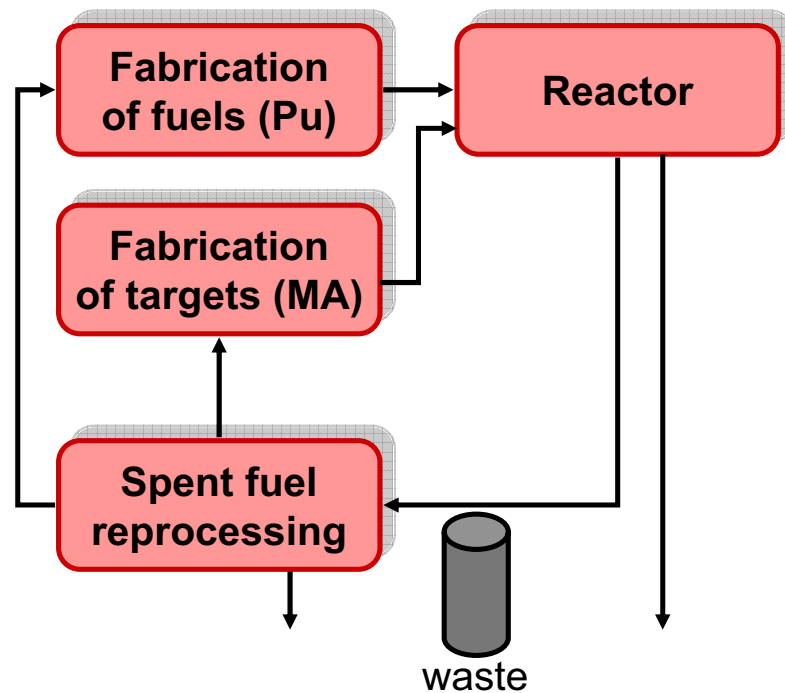 Fabrication
of fuels (Pu)
Reactor
Fabrication
of targets (MA)
Spent fuel
reprocessing
waste